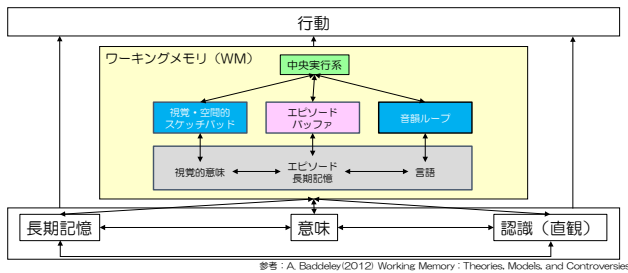 行動
ワーキングメモリ（WM）
中央実行系
視覚・空間的
スケッチパッド
エピソード
バッファ
音韻ループ
視覚的意味
エピソード
長期記憶
言語
長期記憶
意味
認識（直観）
参考：A. Baddeley(2012) Working Memory : Theories, Models, and Controversies